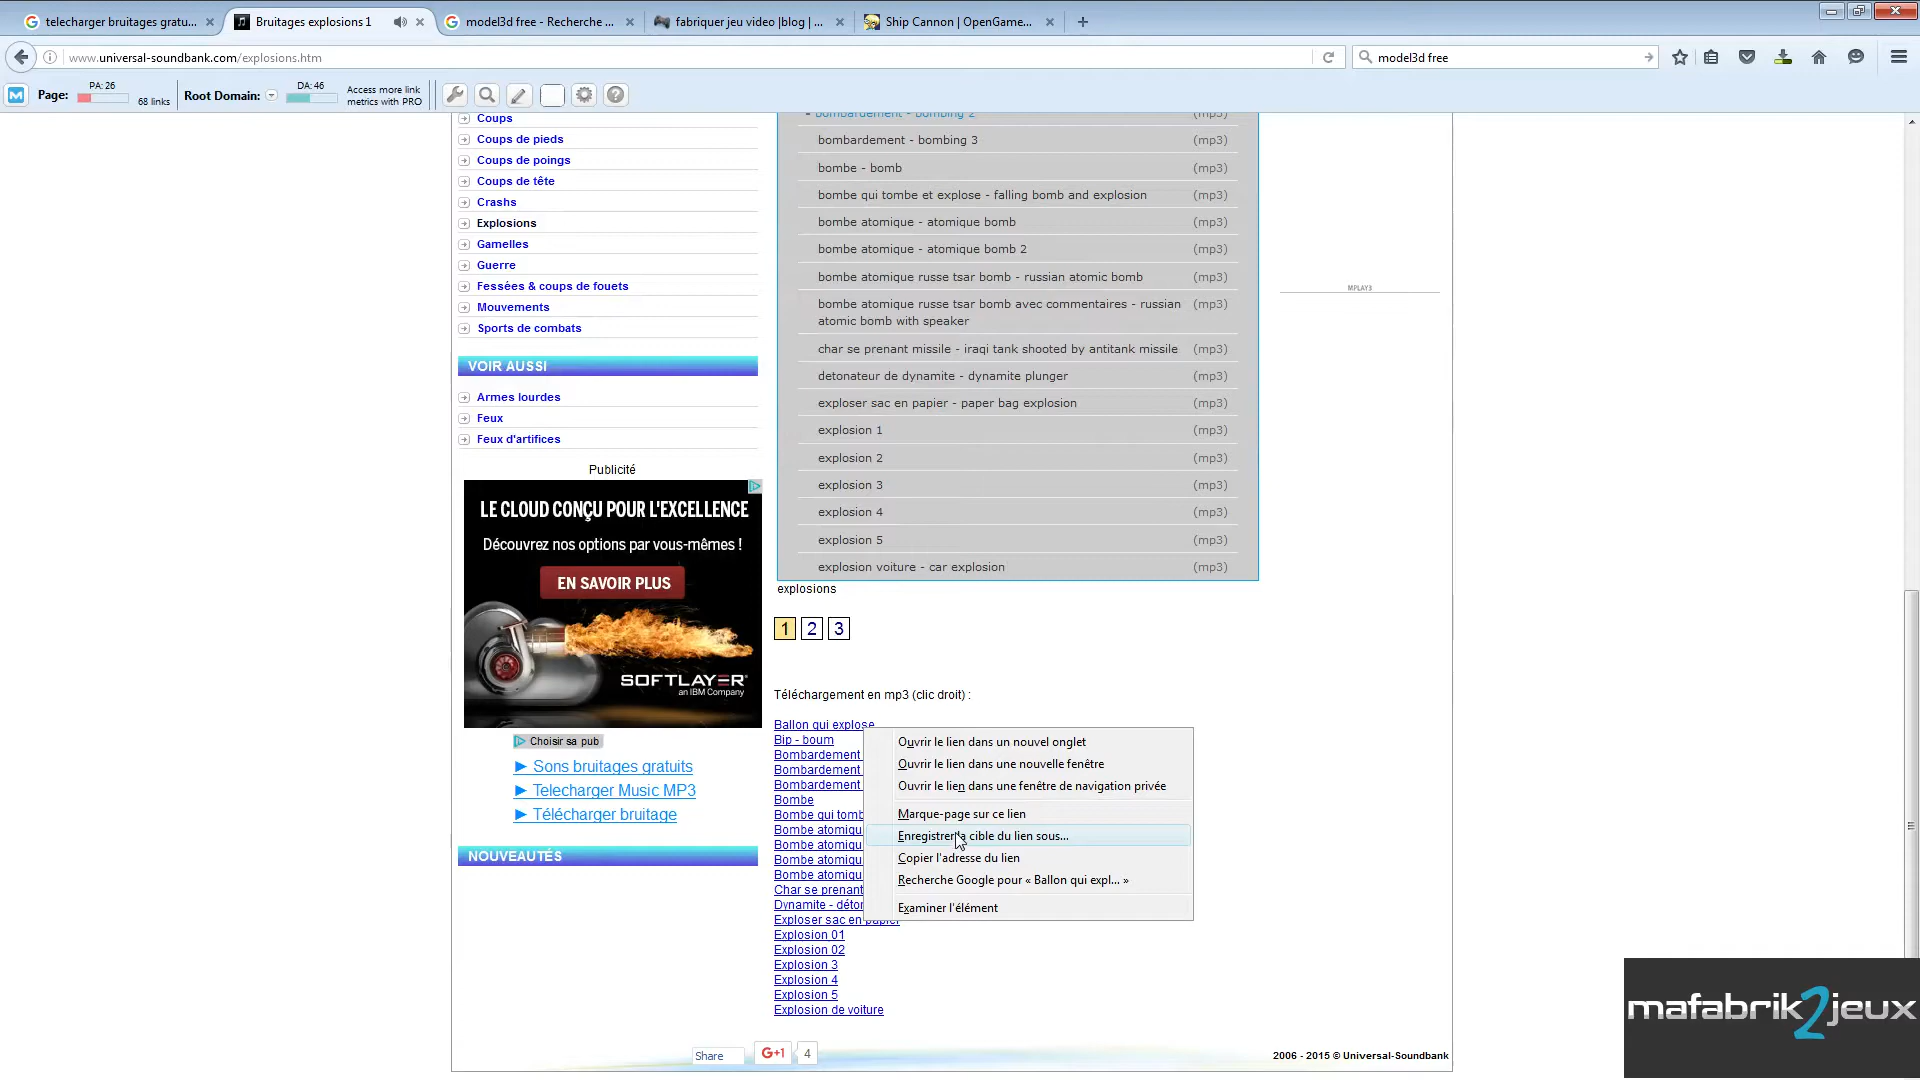 telecharger bruitages gratu...
Bruitages explosions 1
model3d free - Recherche ...
fabriquer jeu video |blog | ...
Ship Cannon | OpenGame...
www.universal-soundbank.com/explosions.htm
model3d free
Page:
PA: 26
68 links
Root Domain:
DA: 46
Access more link
metrics with PRO
Coups
Coups de pieds
Coups de poings
Coups de tête
Crashs
Explosions
Gamelles
Guerre
Fessées & coups de fouets
Mouvements
Sports de combats
VOIR AUSSI
Armes lourdes
Feux
Feux d'artifices
Publicité
LE CLOUD CONÇU POUR L'EXCELLENCE
Découvrez nos options par vous-mêmes !
EN SAVOIR PLUS
SOFTLAYER
an IBM Company
Choisir sa pub
► Sons bruitages gratuits
► Telecharger Music MP3
► Télécharger bruitage
NOUVEAUTÉS
bombardement - bombing 2 (mp3)
bombardement - bombing 3 (mp3)
bombe - bomb (mp3)
bombe qui tombe et explose - falling bomb and explosion (mp3)
bombe atomique - atomique bomb (mp3)
bombe atomique - atomique bomb 2 (mp3)
bombe atomique russe tsar bomb - russian atomic bomb (mp3)
bombe atomique russe tsar bomb avec commentaires - russian (mp3)
atomic bomb with speaker
char se prenant missile - iraqi tank shooted by antitank missile (mp3)
detonateur de dynamite - dynamite plunger (mp3)
exploser sac en papier - paper bag explosion (mp3)
explosion 1 (mp3)
explosion 2 (mp3)
explosion 3 (mp3)
explosion 4 (mp3)
explosion 5 (mp3)
explosion voiture - car explosion (mp3)
explosions
1 2 3
Téléchargement en mp3 (clic droit) :
Ballon qui explose
Bip - boum
Bombardement
Bombardement
Bombardement
Bombe
Bombe qui tomb
Bombe atomiqu
Bombe atomiqu
Bombe atomiqu
Bombe atomiqu
Char se prenant
Dynamite - déton
Exploser sac en papier
Explosion 01
Explosion 02
Explosion 3
Explosion 4
Explosion 5
Explosion de voiture
Ouvrir le lien dans un nouvel onglet
Ouvrir le lien dans une nouvelle fenêtre
Ouvrir le lien dans une fenêtre de navigation privée
Marque-page sur ce lien
Enregistrer la cible du lien sous...
Copier l'adresse du lien
Recherche Google pour « Ballon qui expl... »
Examiner l'élément
MPLAY3
Share
G+1
4
2006 - 2015 © Universal-Soundbank
mafabrik2jeux